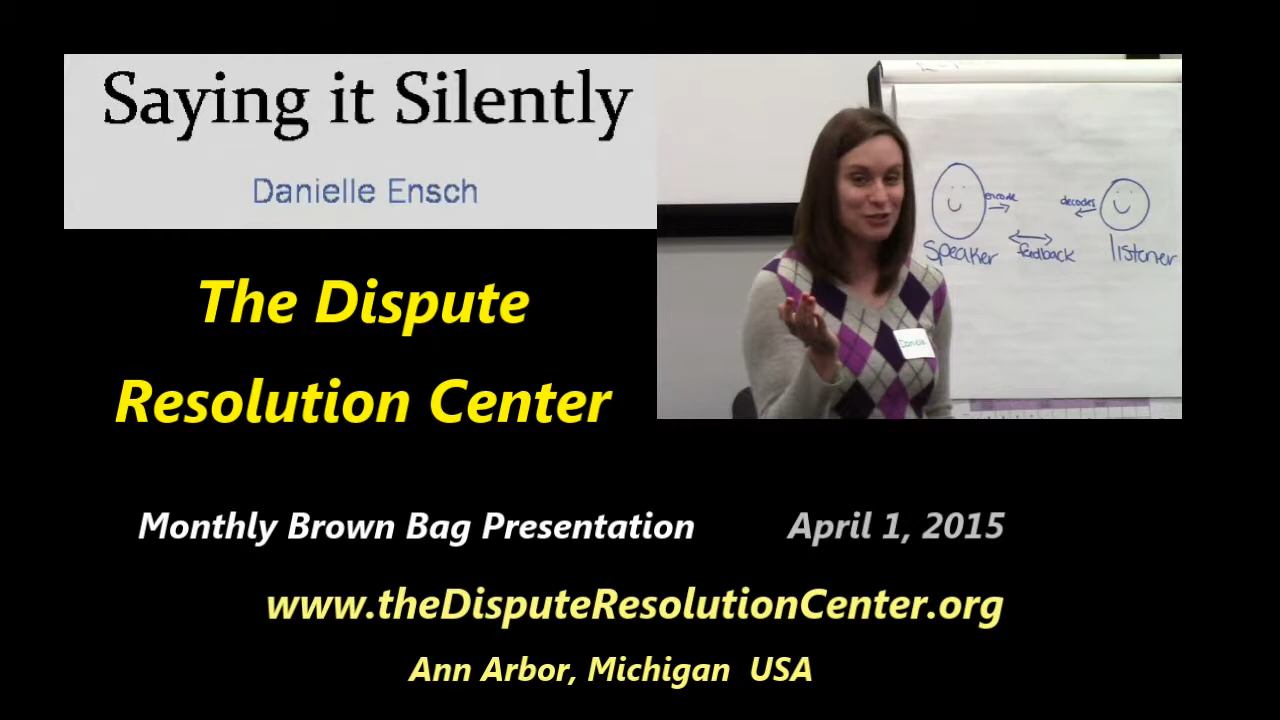 Saying it Silently
Danielle Ensch
encode
decodes
Speaker
feedback
listener
The Dispute
Resolution Center
Monthly Brown Bag Presentation April 1, 2015
www.theDisputeResolutionCenter.org
Ann Arbor, Michigan USA